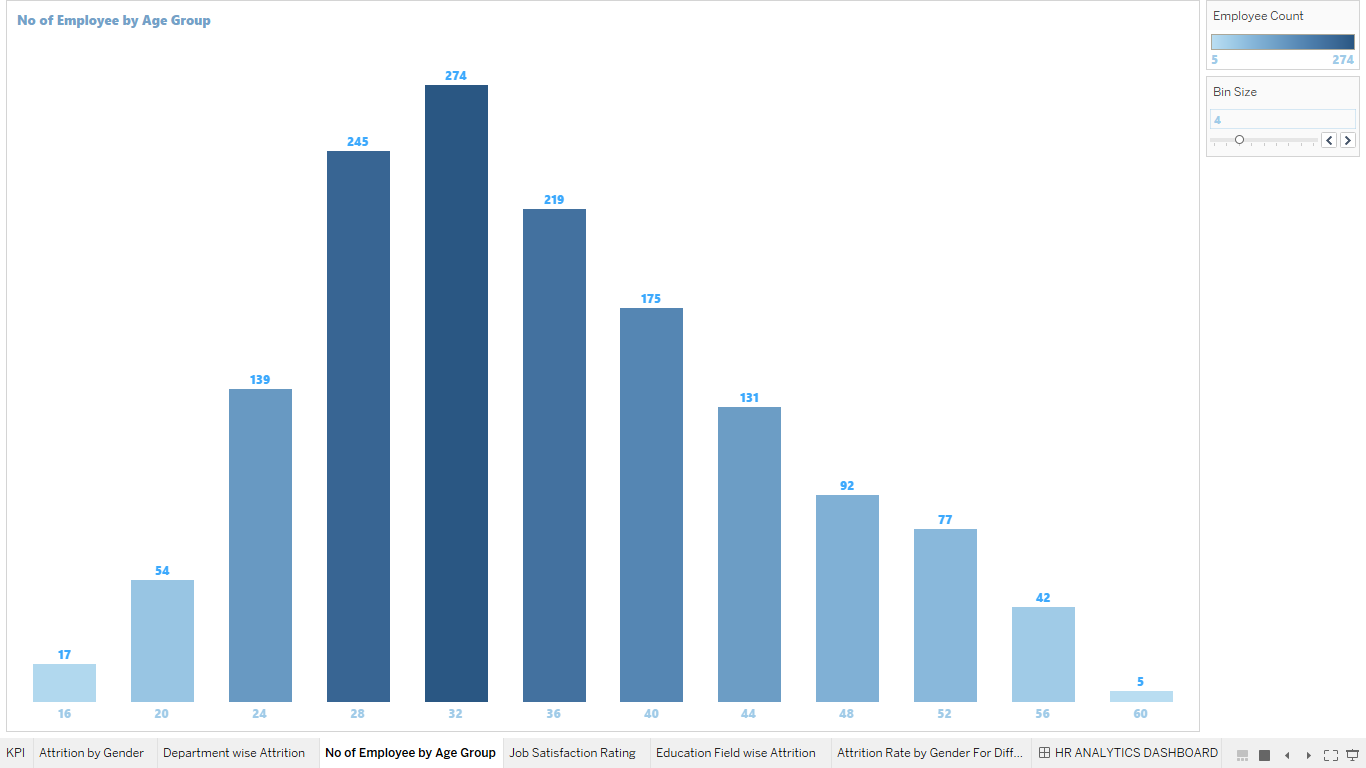 No of Employee by Age Group
274
245
219
175
139
131
92
77
54
42
17
5
16 20 24 28 32 36 40 44 48 52 56 60
Employee Count
5 274
Bin Size
4
KPI Attrition by Gender Department wise Attrition No of Employee by Age Group Job Satisfaction Rating Education Field wise Attrition Attrition Rate by Gender For Diff... HR ANALYTICS DASHBOARD